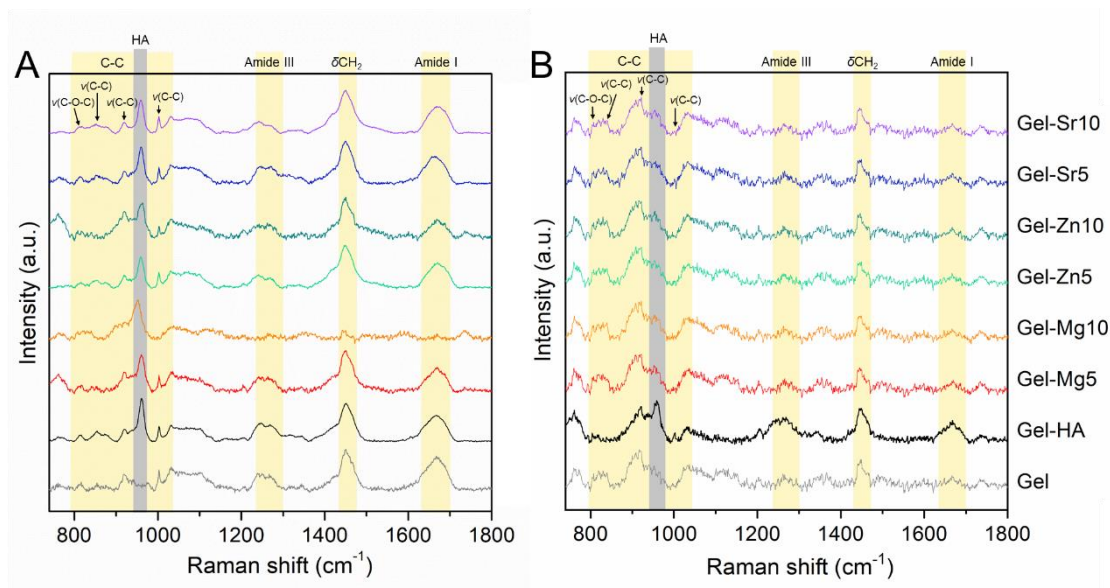 A
HA
C-C
Amide III
δCH₂
Amide I
ν(C-O-C)
ν(C-C)
ν(C-C)
ν(C-C)
Intensity (a.u.)
800
1000
1200
1400
1600
1800
Raman shift (cm⁻¹)
B
HA
C-C
Amide III
δCH₂
Amide I
ν(C-O-C)
ν(C-C)
ν(C-C)
ν(C-C)
Intensity (a.u.)
800
1000
1200
1400
1600
1800
Raman shift (cm⁻¹)
Gel-Sr10
Gel-Sr5
Gel-Zn10
Gel-Zn5
Gel-Mg10
Gel-Mg5
Gel-HA
Gel